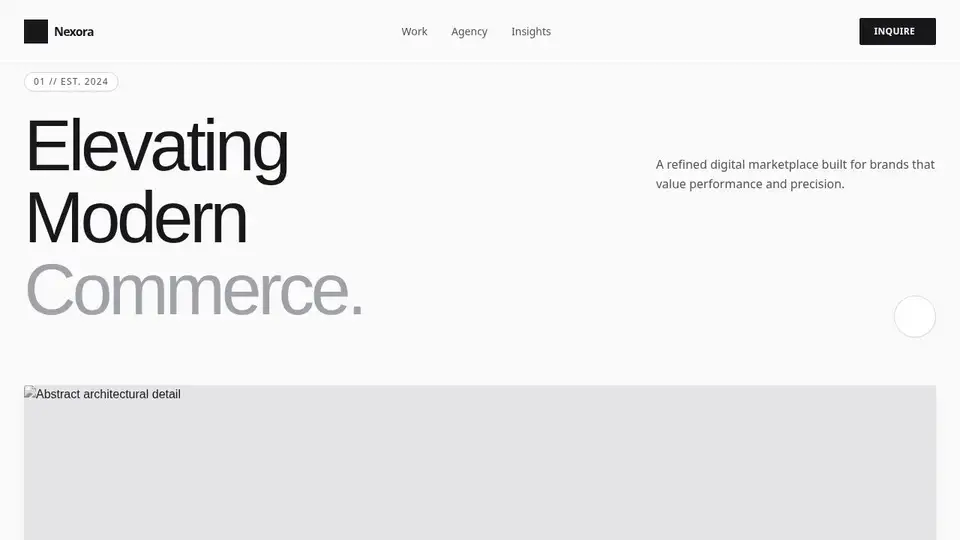 Nexora
Work
Agency
Insights
INQUIRE
01 // EST. 2024
Elevating
Modern
Commerce.
A refined digital marketplace built for brands that
value performance and precision.
Abstract architectural detail